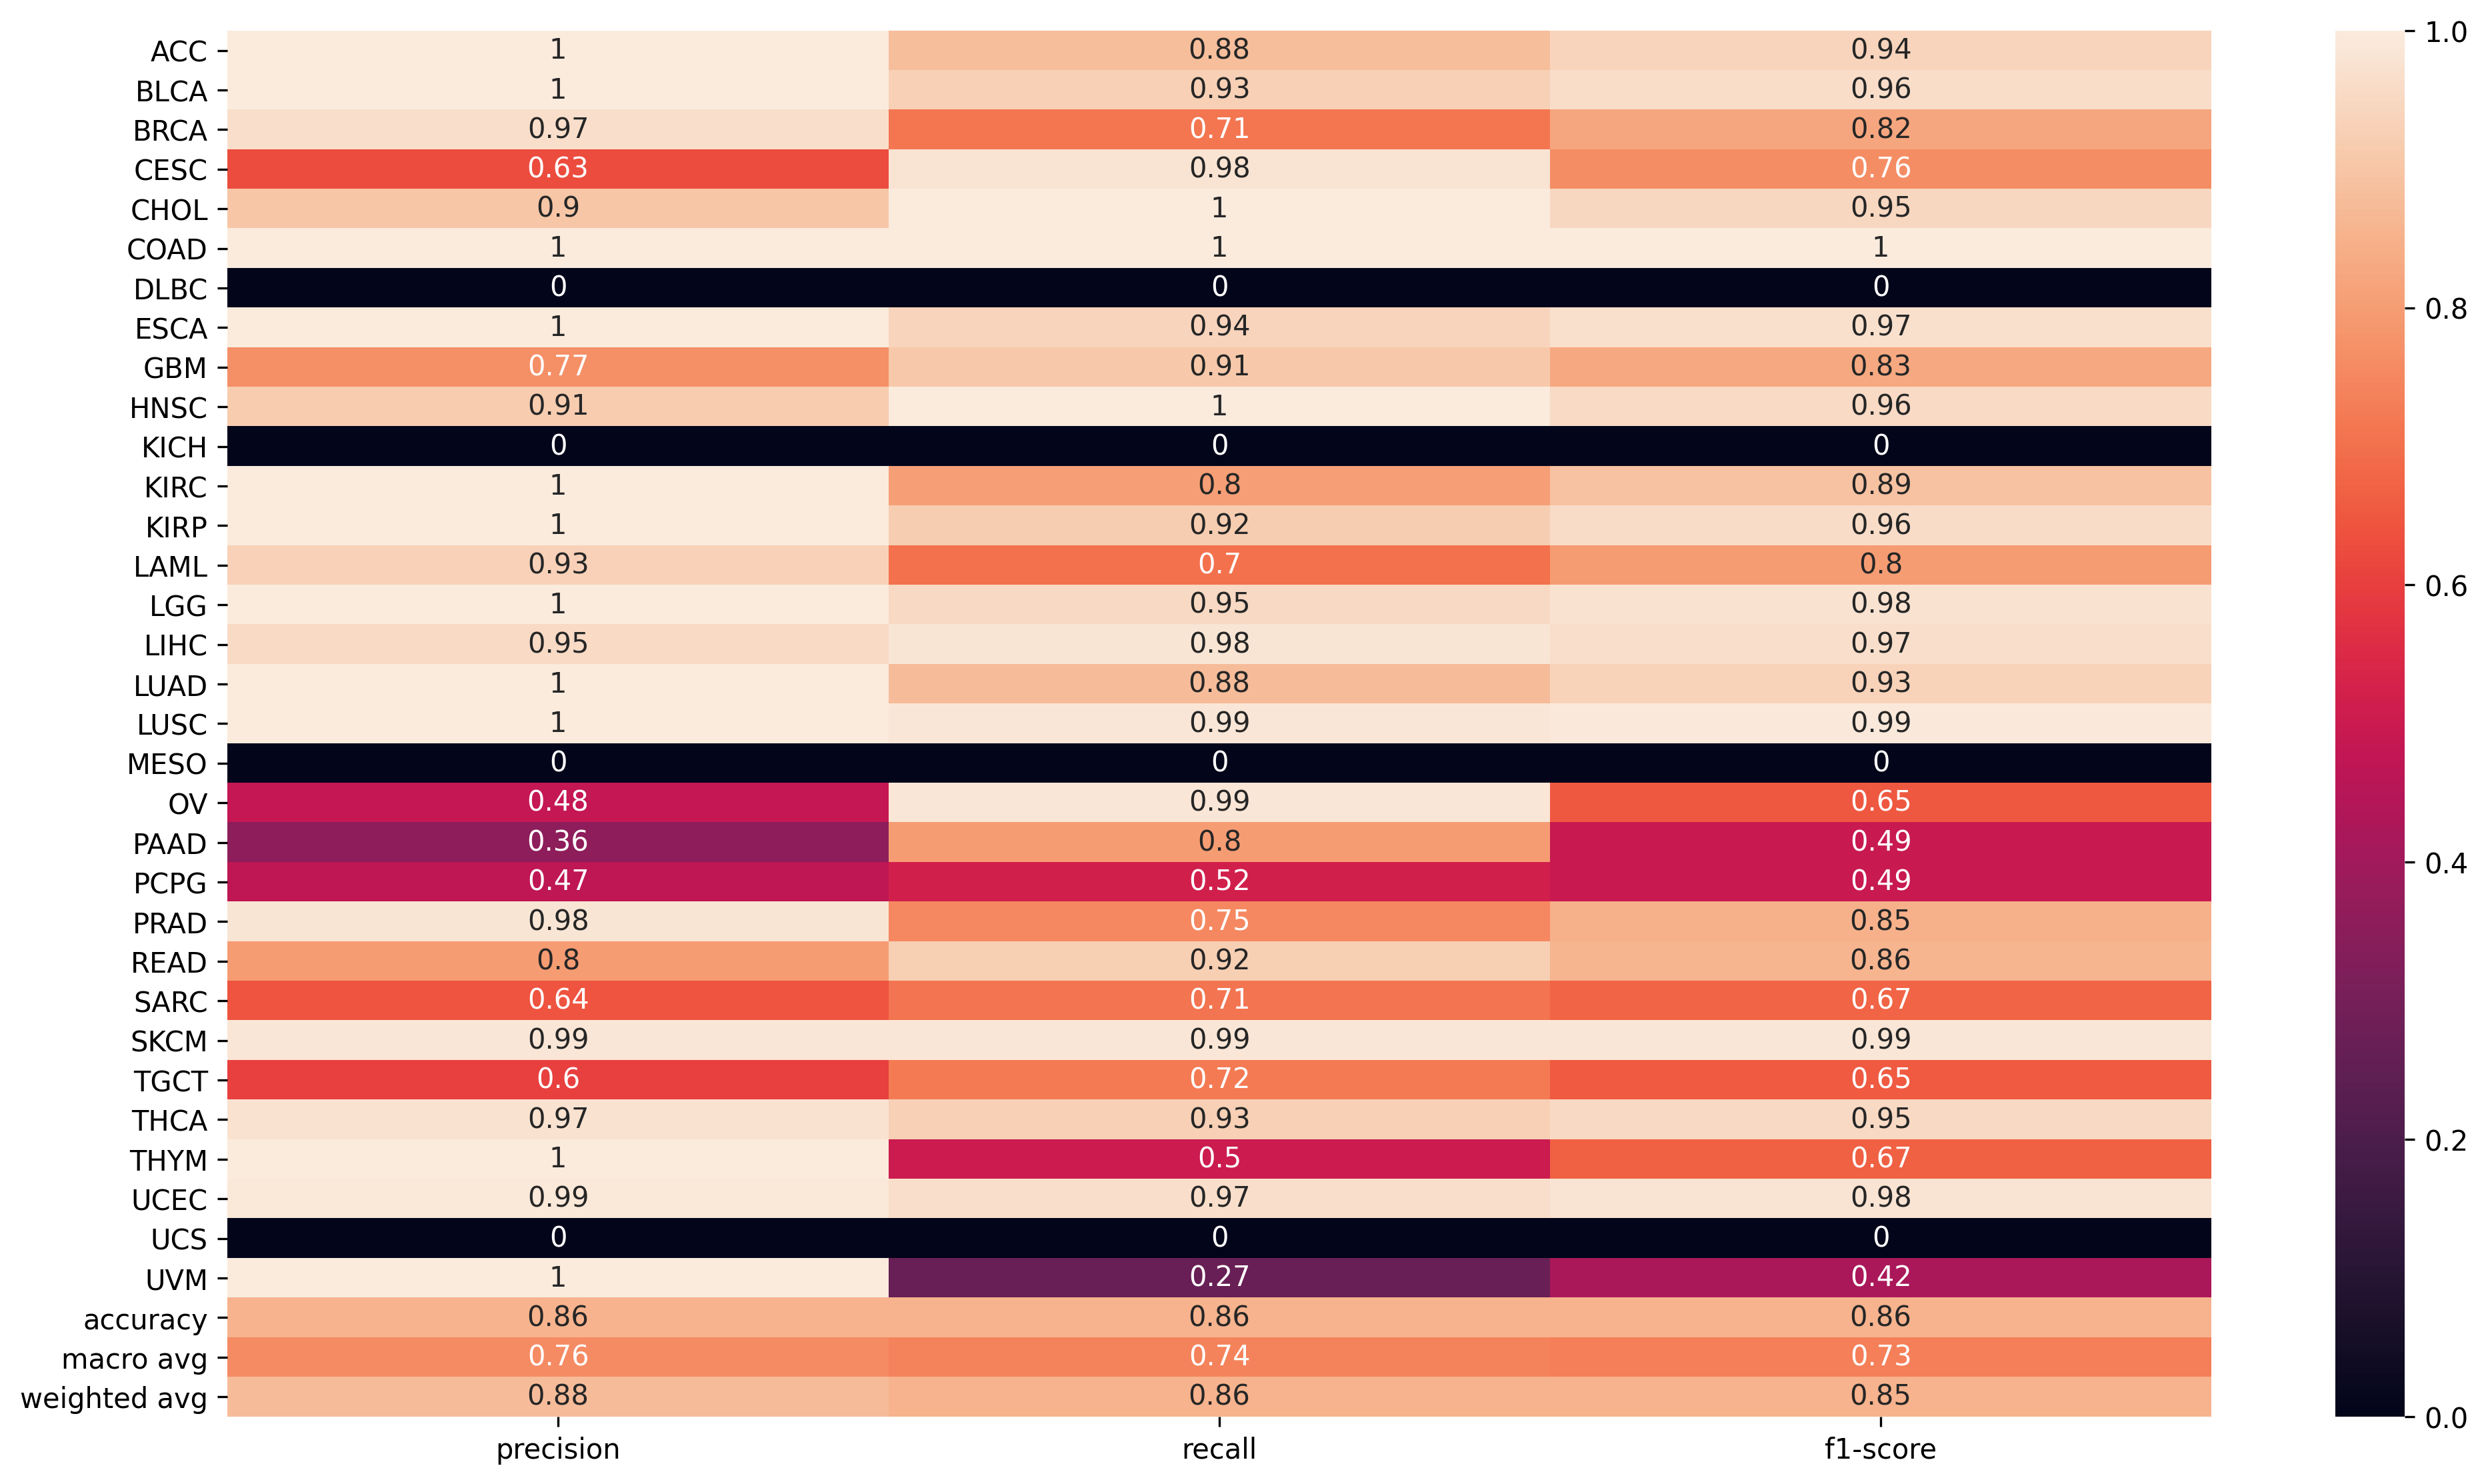 ACC 1 0.88 0.94 1.0
BLCA 1 0.93 0.96
BRCA 0.97 0.71 0.82
CESC 0.63 0.98 0.76
CHOL 0.9 1 0.95
COAD 1 1 1
DLBC 0 0 0
ESCA 1 0.94 0.97 0.8
GBM 0.77 0.91 0.83
HNSC 0.91 1 0.96
KICH 0 0 0
KIRC 1 0.8 0.89
KIRP 1 0.92 0.96
LAML 0.93 0.7 0.8
LGG 1 0.95 0.98 0.6
LIHC 0.95 0.98 0.97
LUAD 1 0.88 0.93
LUSC 1 0.99 0.99
MESO 0 0 0
OV 0.48 0.99 0.65
PAAD 0.36 0.8 0.49
PCPG 0.47 0.52 0.49 0.4
PRAD 0.98 0.75 0.85
READ 0.8 0.92 0.86
SARC 0.64 0.71 0.67
SKCM 0.99 0.99 0.99
TGCT 0.6 0.72 0.65
THCA 0.97 0.93 0.95
THYM 1 0.5 0.67 0.2
UCEC 0.99 0.97 0.98
UCS 0 0 0
UVM 1 0.27 0.42
accuracy 0.86 0.86 0.86
macro avg 0.76 0.74 0.73
weighted avg 0.88 0.86 0.85 0.0
precision recall f1-score